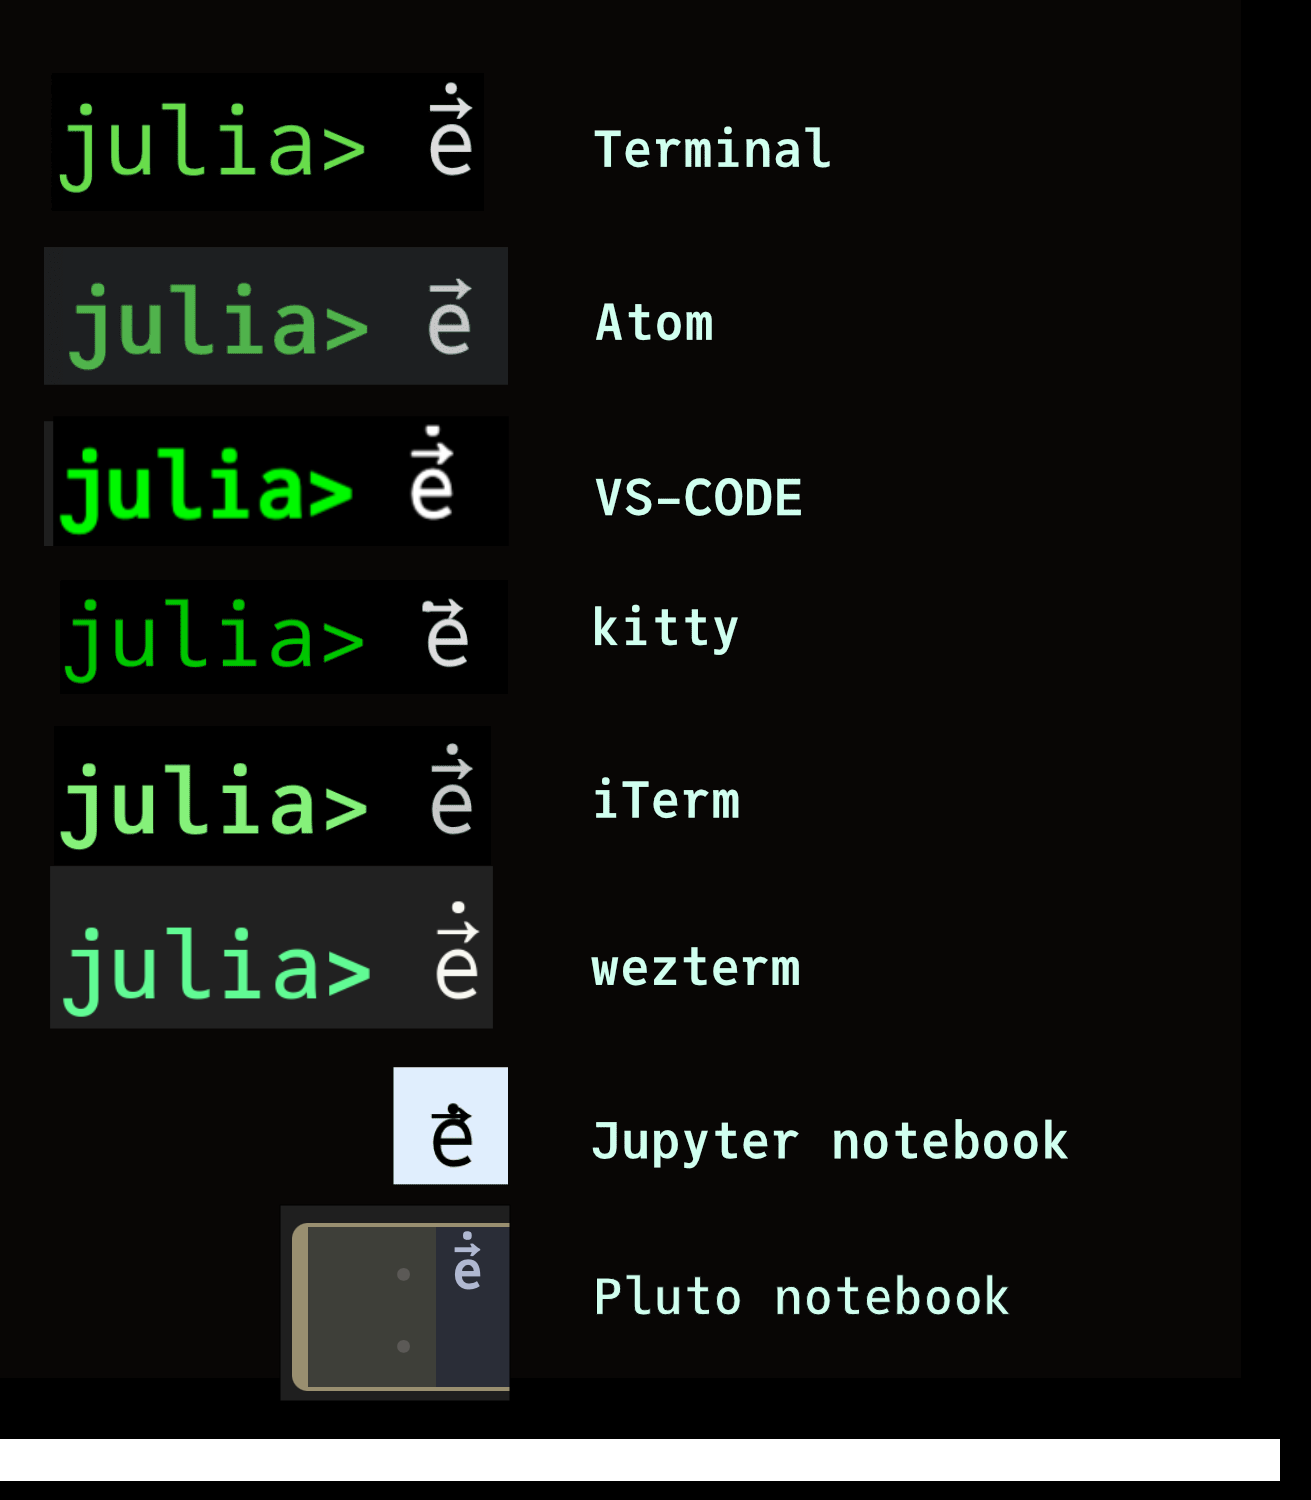 julia> e⃗̇ Terminal
julia> e⃗ Atom
julia> e⃗̇ VS-CODE
julia> e⃗̇ kitty
julia> e⃗̇ iTerm
julia> e⃗̇ wezterm
e⃗̇ Jupyter notebook
e⃗̇ Pluto notebook